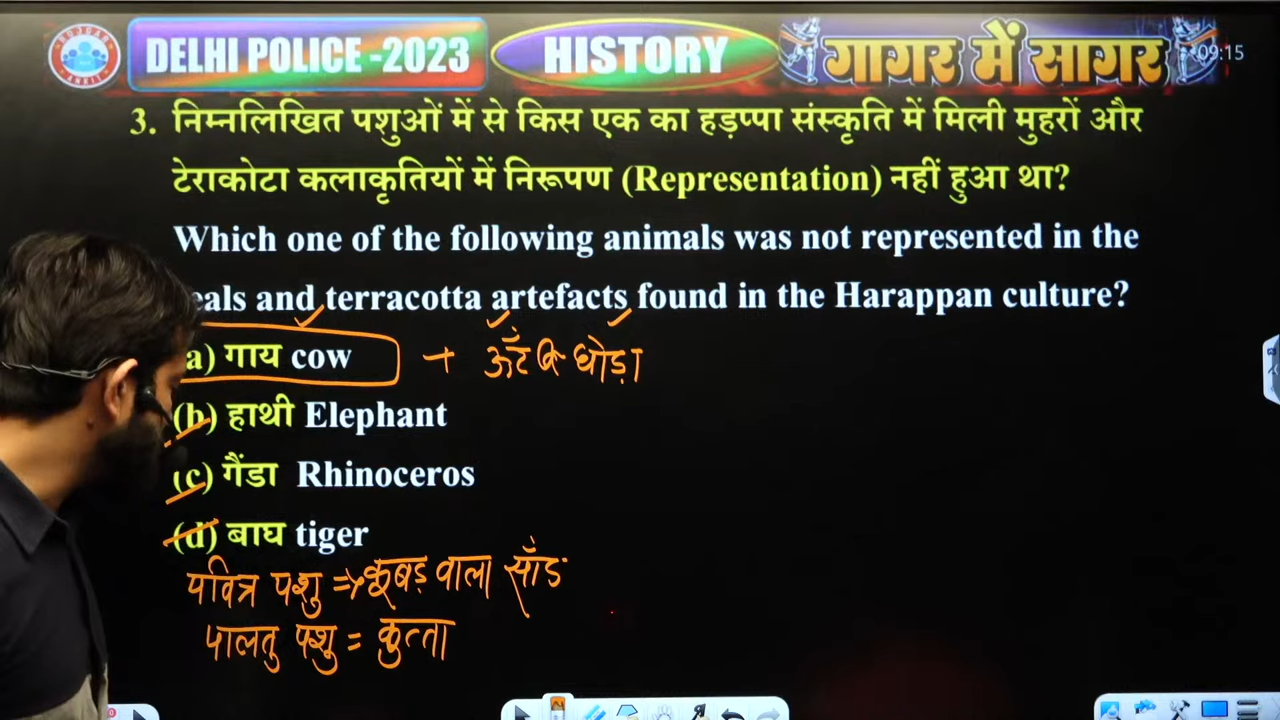 ROJGAR
ANKIT
DELHI POLICE -2023
HISTORY
गागर में सागर
09:15
3. निम्नलिखित पशुओं में से किस एक का हड़प्पा संस्कृति में मिली मुहरों और
टेराकोटा कलाकृतियों में निरूपण (Representation) नहीं हुआ था?
Which one of the following animals was not represented in the
eals and terracotta artefacts found in the Harappan culture?
a) गाय cow + ऊँट व घोड़ा
(b) हाथी Elephant
(c) गैंडा Rhinoceros
(d) बाघ tiger
पवित्र पशु => कूबड़ वाला साँड
पालतु पशु = कुत्ता